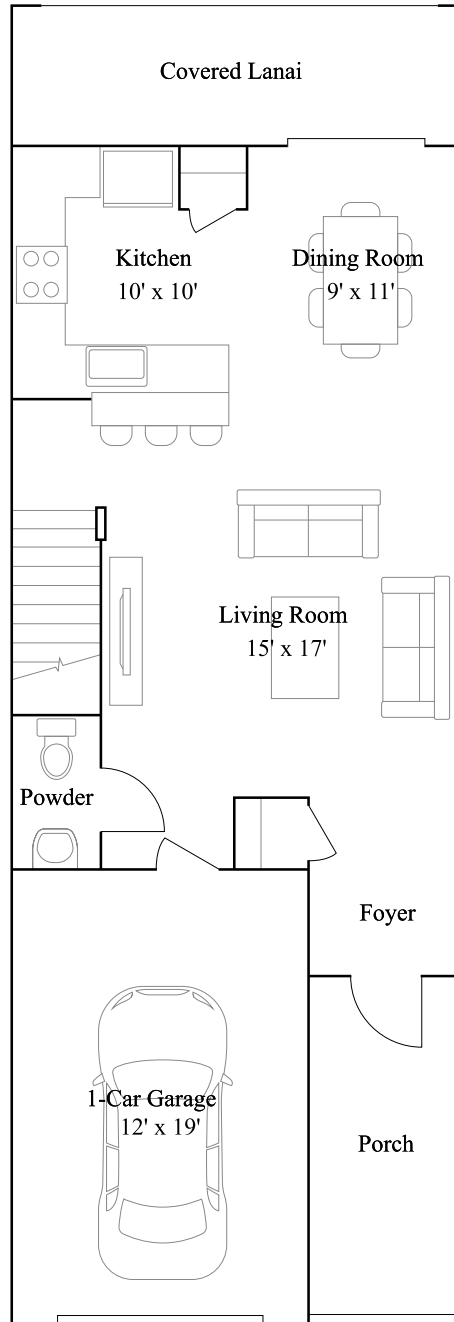 Covered Lanai
Kitchen
10' x 10'
Dining Room
9' x 11'
Living Room
15' x 17'
Powder
Foyer
1-Car Garage
12' x 19'
Porch